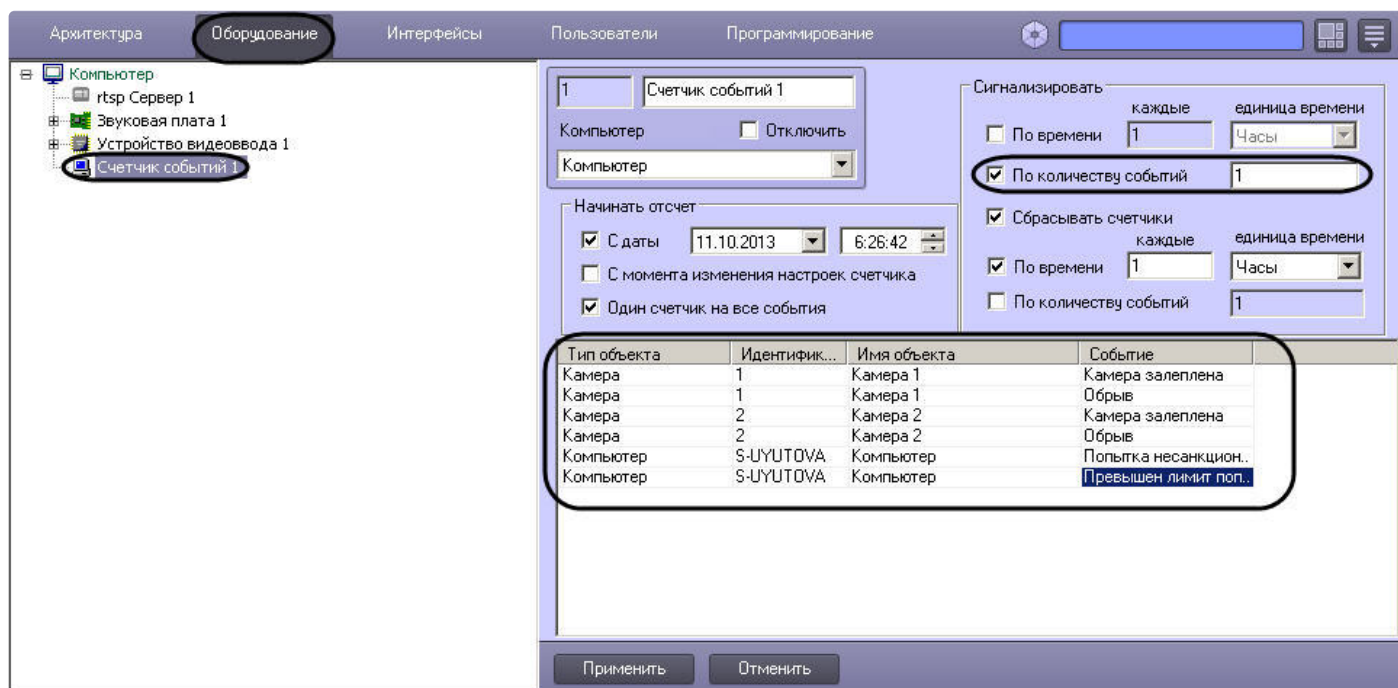 Архитектура Оборудование Интерфейсы Пользователи Программирование
Компьютер
rtsp Сервер 1
Звуковая плата 1
Устройство видеоввода 1
Счетчик событий 1
1 Счетчик событий 1
Компьютер Отключить
Компьютер
Начинать отсчет
С даты 11.10.2013 6:26:42
С момента изменения настроек счетчика
Один счетчик на все события
Сигнализировать
каждые единица времени
По времени 1 Часы
По количеству событий 1
Сбрасывать счетчики
каждые единица времени
По времени 1 Часы
По количеству событий 1
Тип объекта Идентифик... Имя объекта Событие
Камера 1 Камера 1 Камера залеплена
Камера 1 Камера 1 Обрыв
Камера 2 Камера 2 Камера залеплена
Камера 2 Камера 2 Обрыв
Компьютер S-UYUTOVA Компьютер Попытка несанкцион..
Компьютер S-UYUTOVA Компьютер Превышен лимит поп..
Применить Отменить